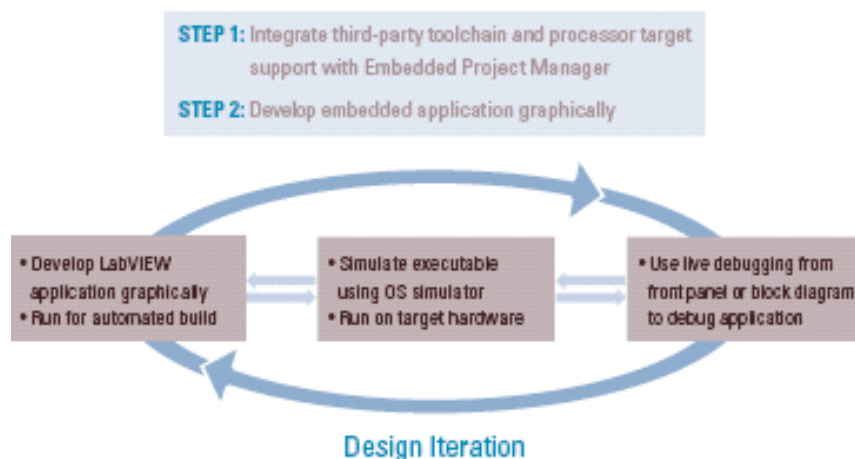 STEP 1: Integrate third-party toolchain and processor target
support with Embedded Project Manager
STEP 2: Develop embedded application graphically
• Develop LabVIEW
application graphically
• Run for automated build
• Simulate executable
using OS simulator
• Run on target hardware
• Use live debugging from
front panel or block diagram
to debug application
Design Iteration